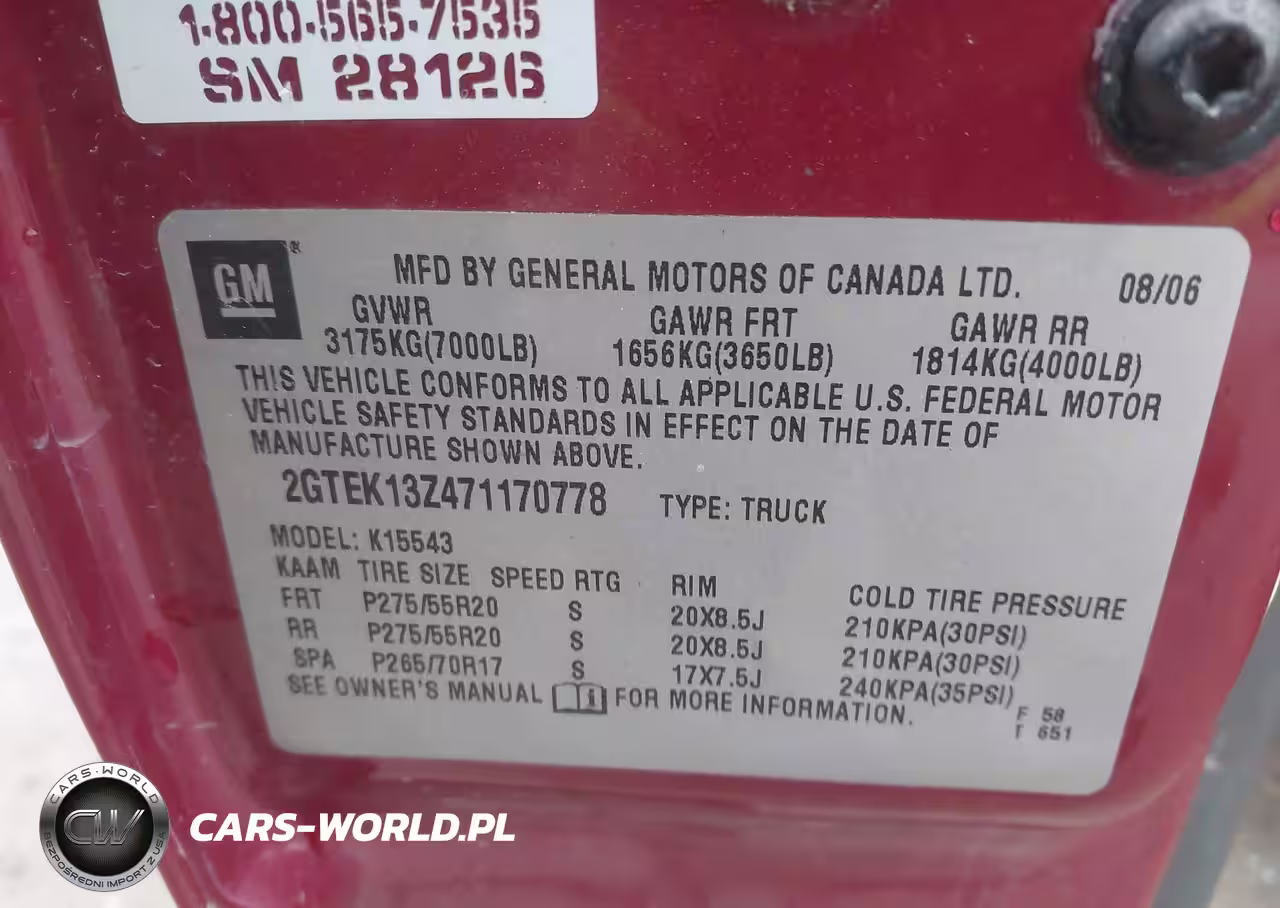 1-800-565-7535
SM 28126
GM ®
MFD BY GENERAL MOTORS OF CANADA LTD. 08/06
GVWR GAWR FRT GAWR RR
3175KG(7000LB) 1656KG(3650LB) 1814KG(4000LB)
THIS VEHICLE CONFORMS TO ALL APPLICABLE U.S. FEDERAL MOTOR
VEHICLE SAFETY STANDARDS IN EFFECT ON THE DATE OF
MANUFACTURE SHOWN ABOVE.
2GTEK13Z471170778 TYPE: TRUCK
MODEL: K15543
KAAM TIRE SIZE SPEED RTG RIM COLD TIRE PRESSURE
FRT P275/55R20 S 20X8.5J 210KPA(30PSI)
RR P275/55R20 S 20X8.5J 210KPA(30PSI)
SPA P265/70R17 S 17X7.5J 240KPA(35PSI)
SEE OWNER'S MANUAL FOR MORE INFORMATION.
F 58
T 651
CARS-WORLD
CW
BEZPOŚREDNI IMPORT Z USA
CARS-WORLD.PL